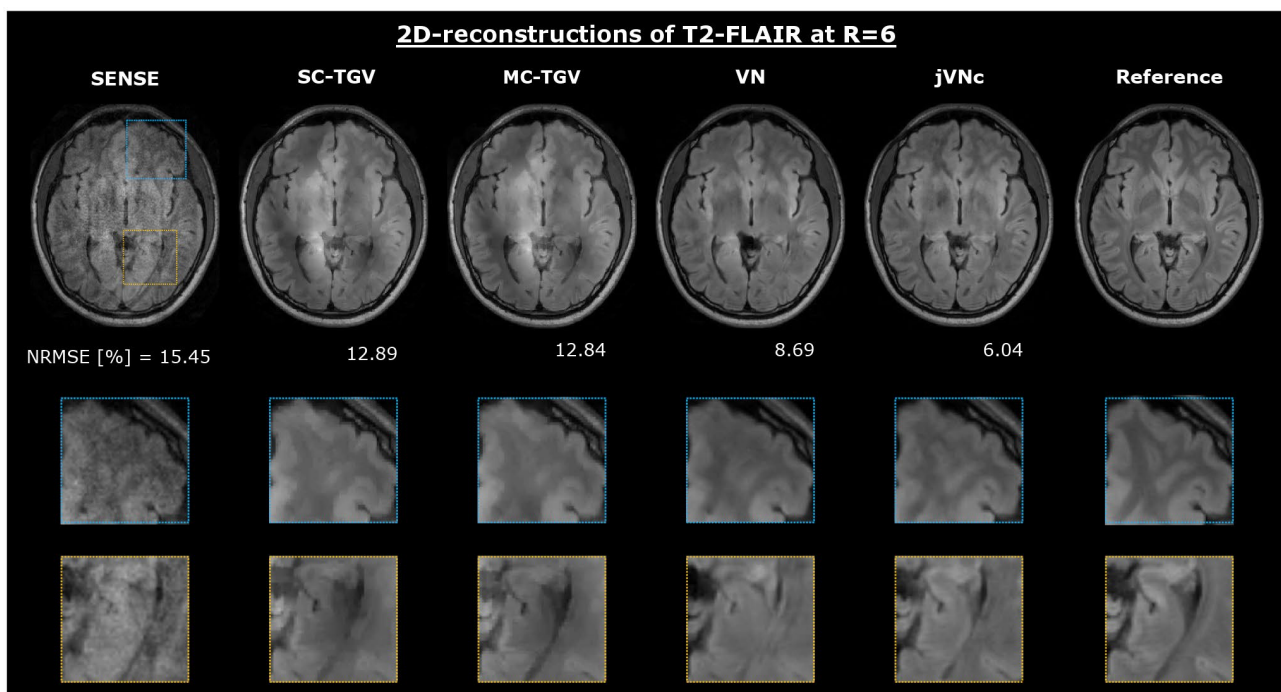 2D-reconstructions of T2-FLAIR at R=6
SENSE SC-TGV MC-TGV VN jVNc Reference
NRMSE [%] = 15.45 12.89 12.84 8.69 6.04